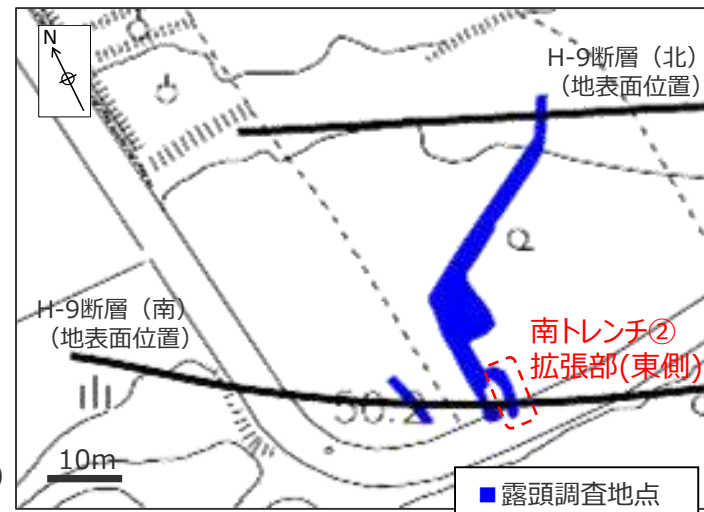 N
H-9断層（北）
（地表面位置）
H-9断層（南）
（地表面位置）
南トレンチ②
拡張部(東側)
50.2
10m
)
■露頭調査地点